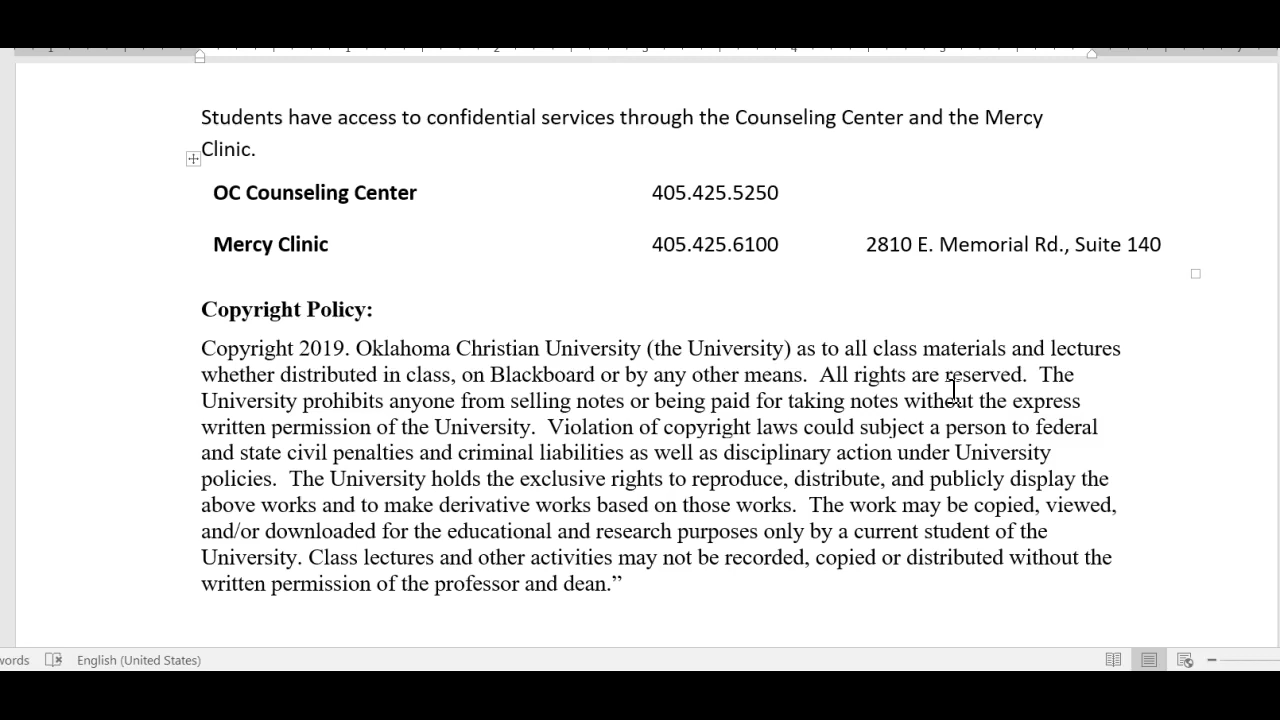 Students have access to confidential services through the Counseling Center and the Mercy
Clinic.
OC Counseling Center 405.425.5250
Mercy Clinic 405.425.6100 2810 E. Memorial Rd., Suite 140
Copyright Policy:
Copyright 2019. Oklahoma Christian University (the University) as to all class materials and lectures
whether distributed in class, on Blackboard or by any other means.  All rights are reserved.  The
University prohibits anyone from selling notes or being paid for taking notes without the express
written permission of the University.  Violation of copyright laws could subject a person to federal
and state civil penalties and criminal liabilities as well as disciplinary action under University
policies.  The University holds the exclusive rights to reproduce, distribute, and publicly display the
above works and to make derivative works based on those works.  The work may be copied, viewed,
and/or downloaded for the educational and research purposes only by a current student of the
University. Class lectures and other activities may not be recorded, copied or distributed without the
written permission of the professor and dean.”
English (United States)